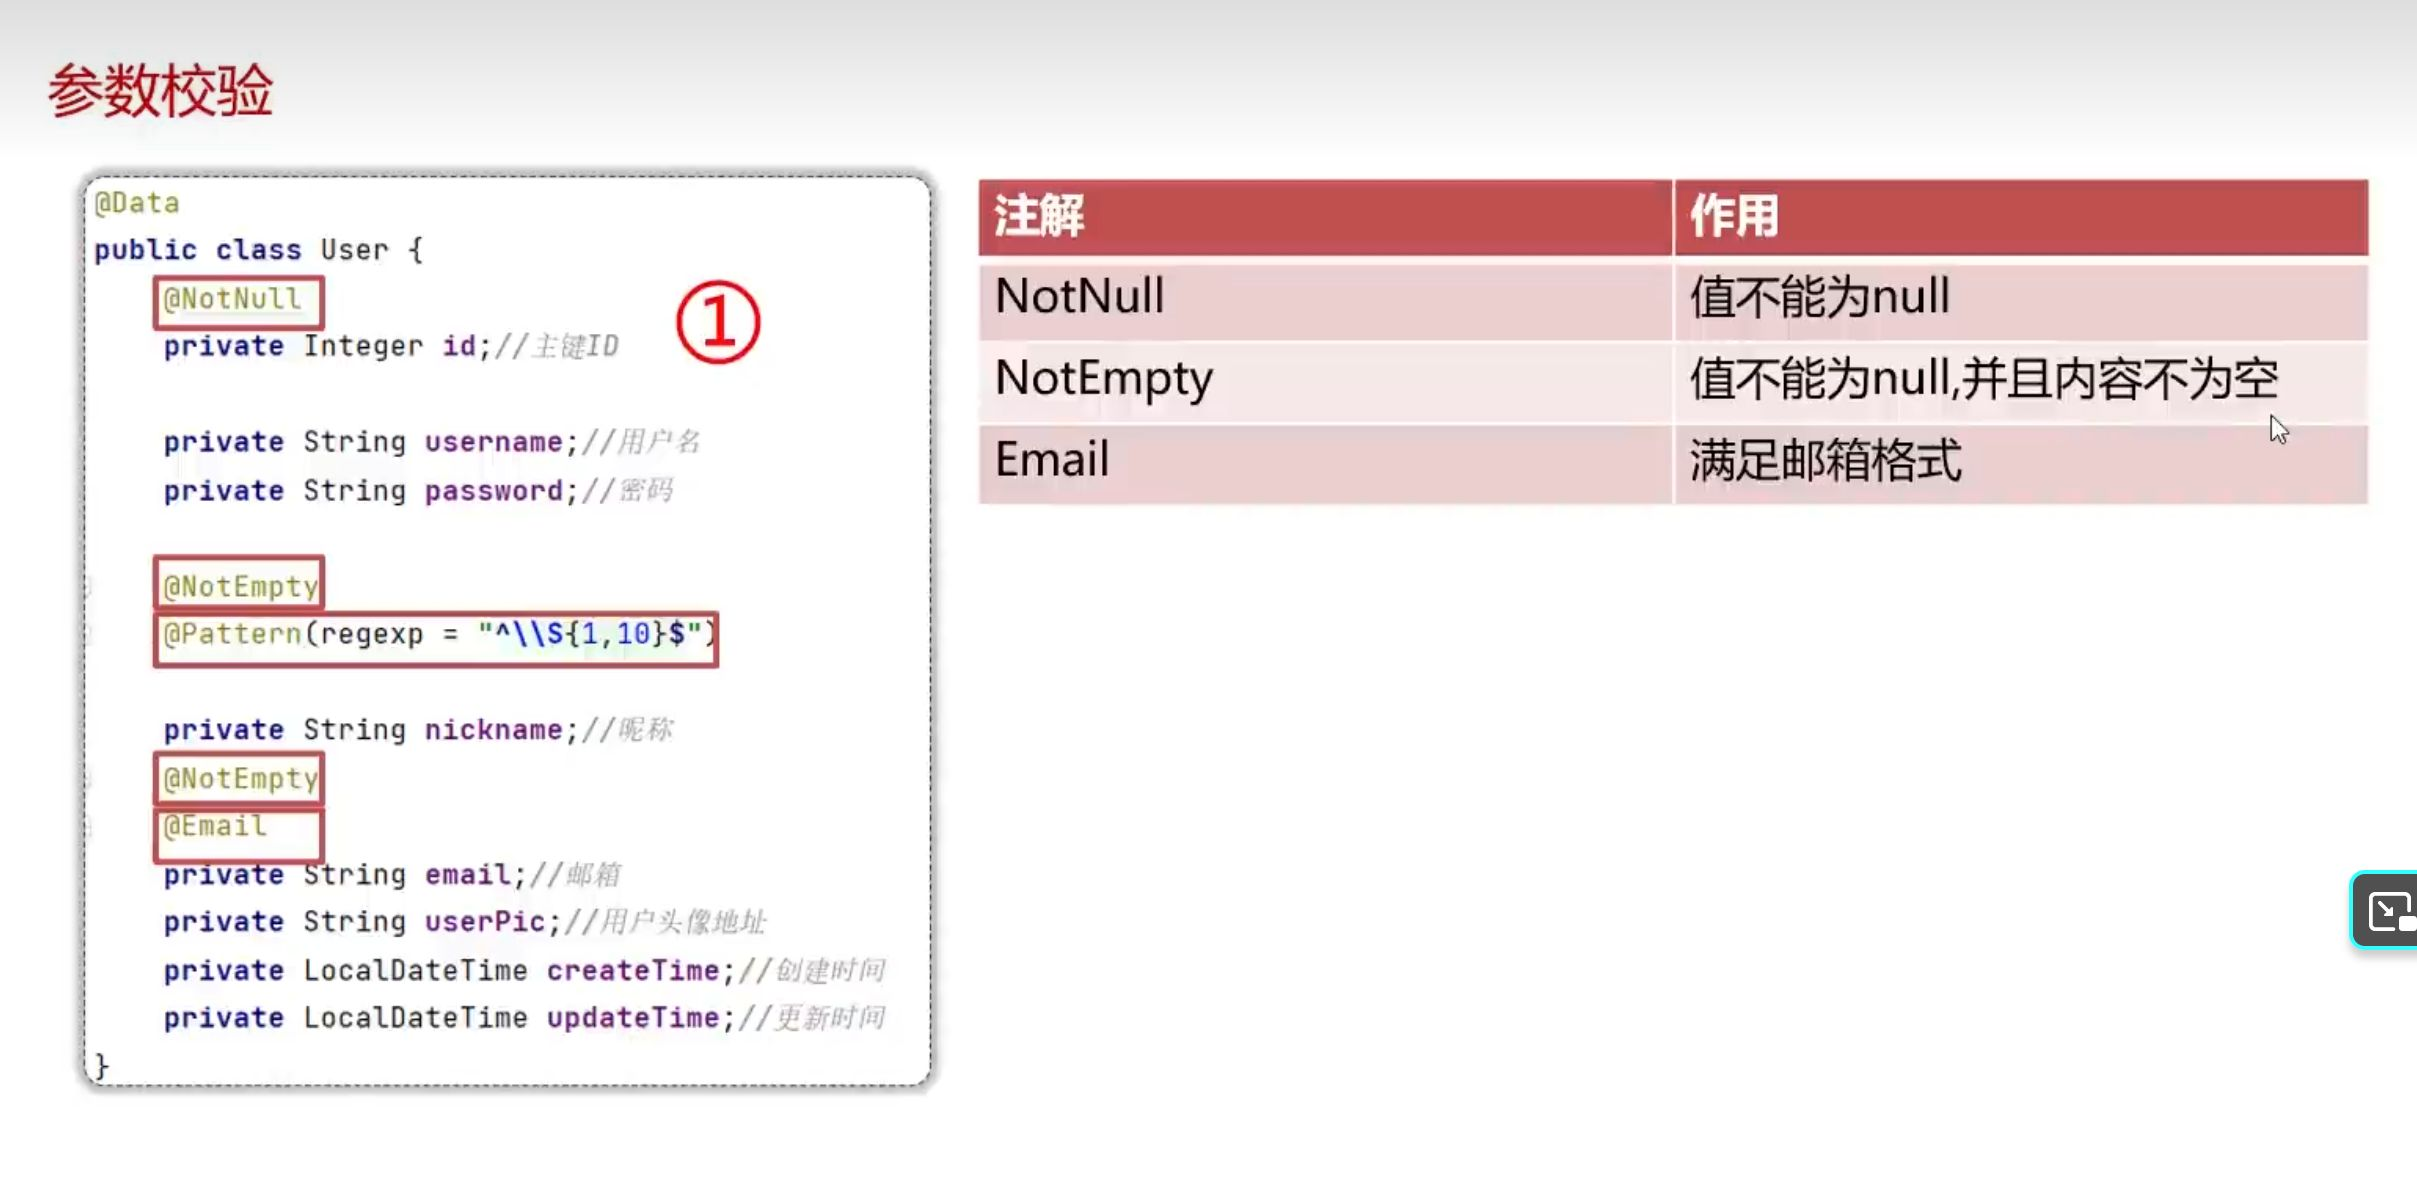 参数校验
@Data
public class User {
@NotNull
private Integer id;//主键ID
①
private String username;//用户名
private String password;//密码
@NotEmpty
@Pattern(regexp = "^\\S{1,10}$")
private String nickname;//昵称
@NotEmpty
@Email
private String email;//邮箱
private String userPic;//用户头像地址
private LocalDateTime createTime;//创建时间
private LocalDateTime updateTime;//更新时间
}
注解 作用
NotNull 值不能为null
NotEmpty 值不能为null,并且内容不为空
Email 满足邮箱格式